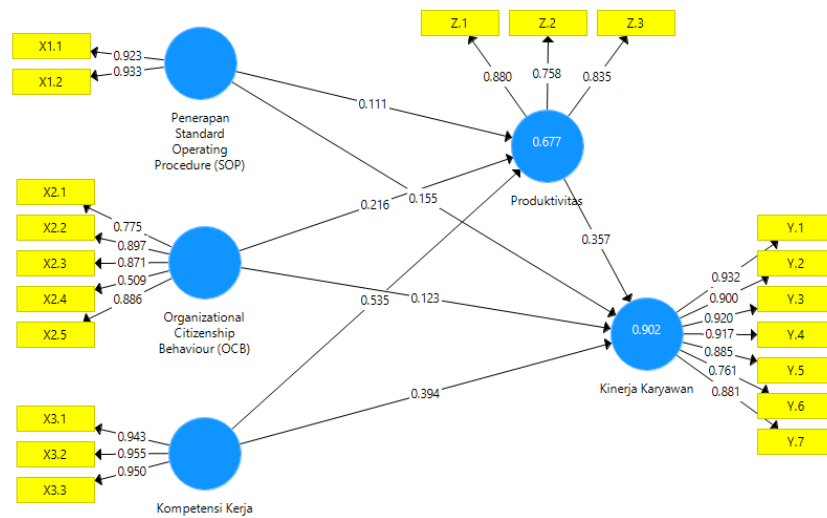 Z.1
Z.2
Z.3
X1.1
X1.2
0.923
0.933
0.880
0.758
0.835
Penerapan
Standard
Operating
Procedure (SOP)
0.111
0.677
Produktivitas
X2.1
X2.2
X2.3
X2.4
X2.5
0.775
0.897
0.871
0.509
0.886
0.216
0.155
0.357
Organizational
Citizenship
Behaviour (OCB)
0.535
0.123
0.902
Kinerja Karyawan
0.932
0.900
0.920
0.917
0.885
0.761
0.881
Y.1
Y.2
Y.3
Y.4
Y.5
Y.6
Y.7
0.394
X3.1
X3.2
X3.3
0.943
0.955
0.950
Kompetensi Kerja